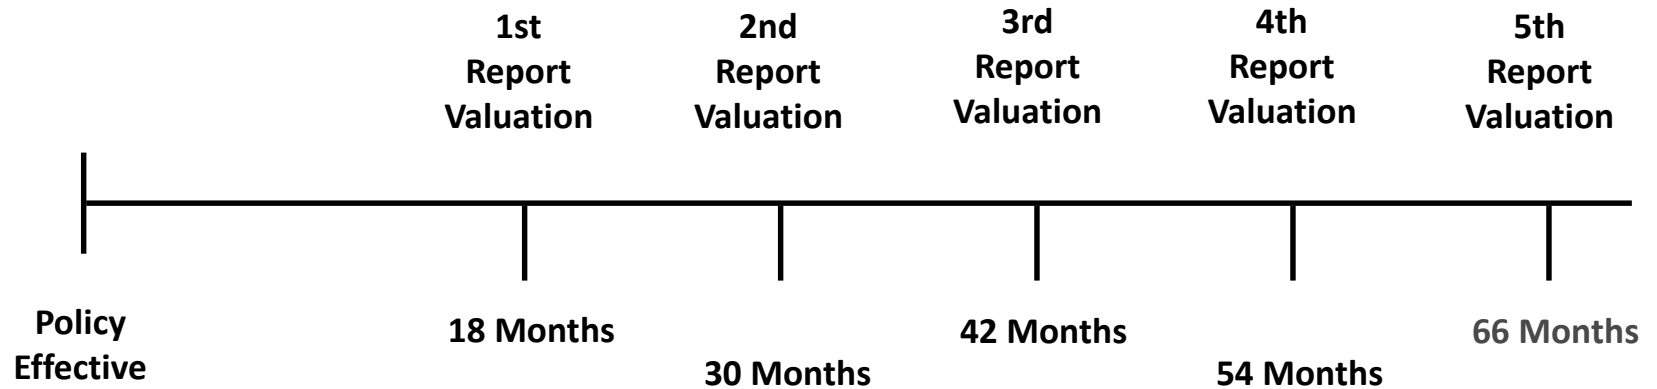 1st
Report
Valuation
2nd
Report
Valuation
3rd
Report
Valuation
4th
Report
Valuation
5th
Report
Valuation
Policy
Effective
18 Months
30 Months
42 Months
54 Months
66 Months